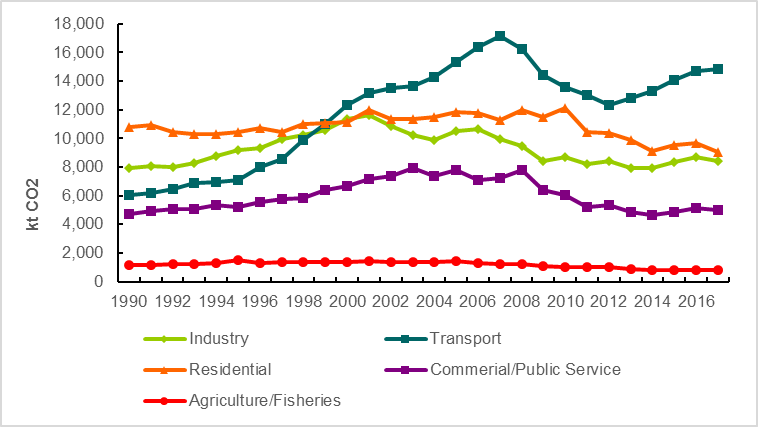 18,000
16,000
14,000
12,000
10,000
8,000
6,000
4,000
2,000
0
kt CO2
1990 1992 1994 1996 1998 2000 2002 2004 2006 2008 2010 2012 2014 2016
Industry Transport
Residential Commerial/Public Service
Agriculture/Fisheries